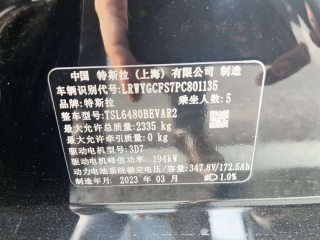 中国 特斯拉(上海)有限公司 制造
车辆识别代号:LRWYGCFS7PC801135
品牌:特斯拉 乘坐人数:5
整车型号:TSL6480BEVAR2
最大允许总质量:2335 kg
最大允许牵引质量:0 kg
驱动电机型号:3D7
驱动电机峰值功率:194kW
动力电池系统额定电压/容量:347.8V/172.5Ah
制造年月:2023 年 03 月 1.0%